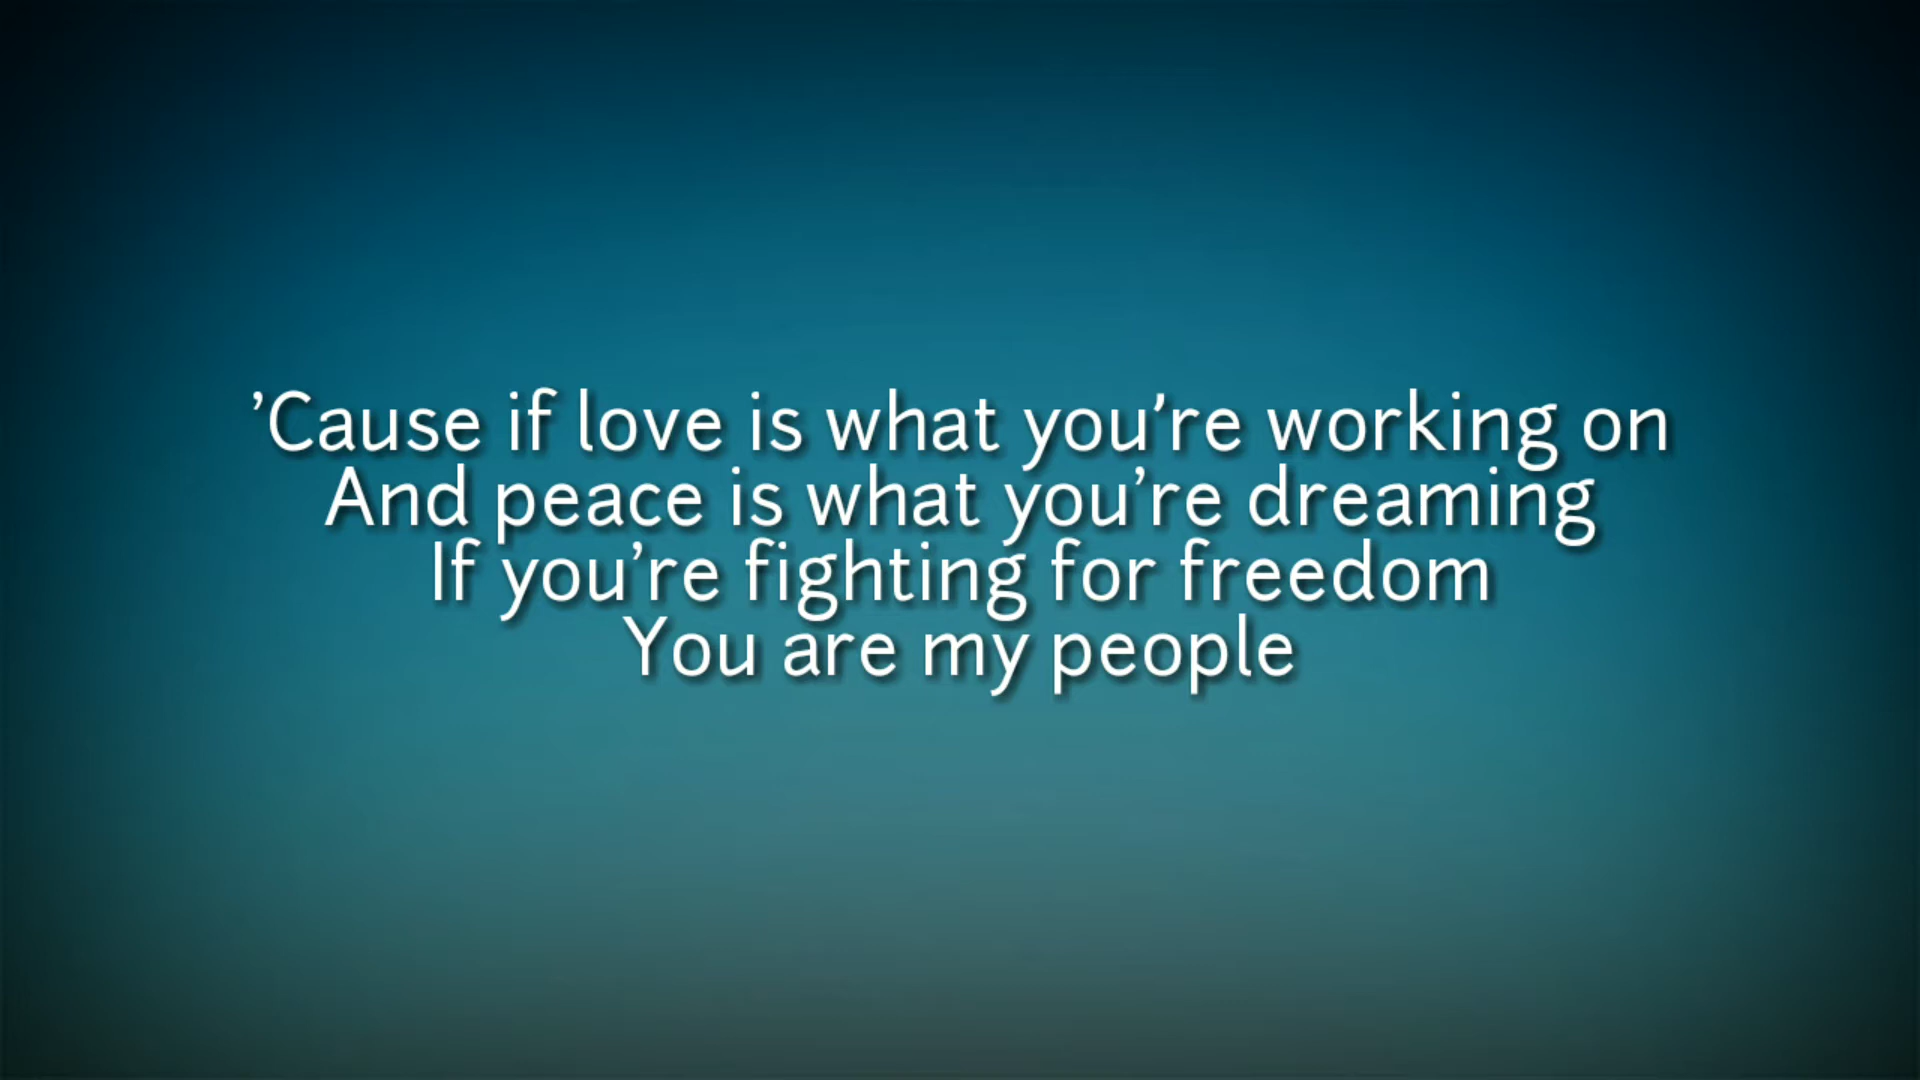 ’Cause if love is what you’re working on
And peace is what you’re dreaming
If you’re fighting for freedom
You are my people